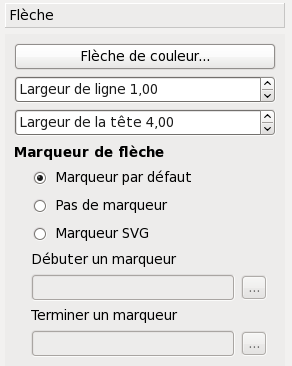 Flèche
Flèche de couleur...
Largeur de ligne 1,00
Largeur de la tête 4,00
Marqueur de flèche
Marqueur par défaut
Pas de marqueur
Marqueur SVG
Débuter un marqueur
...
Terminer un marqueur
...